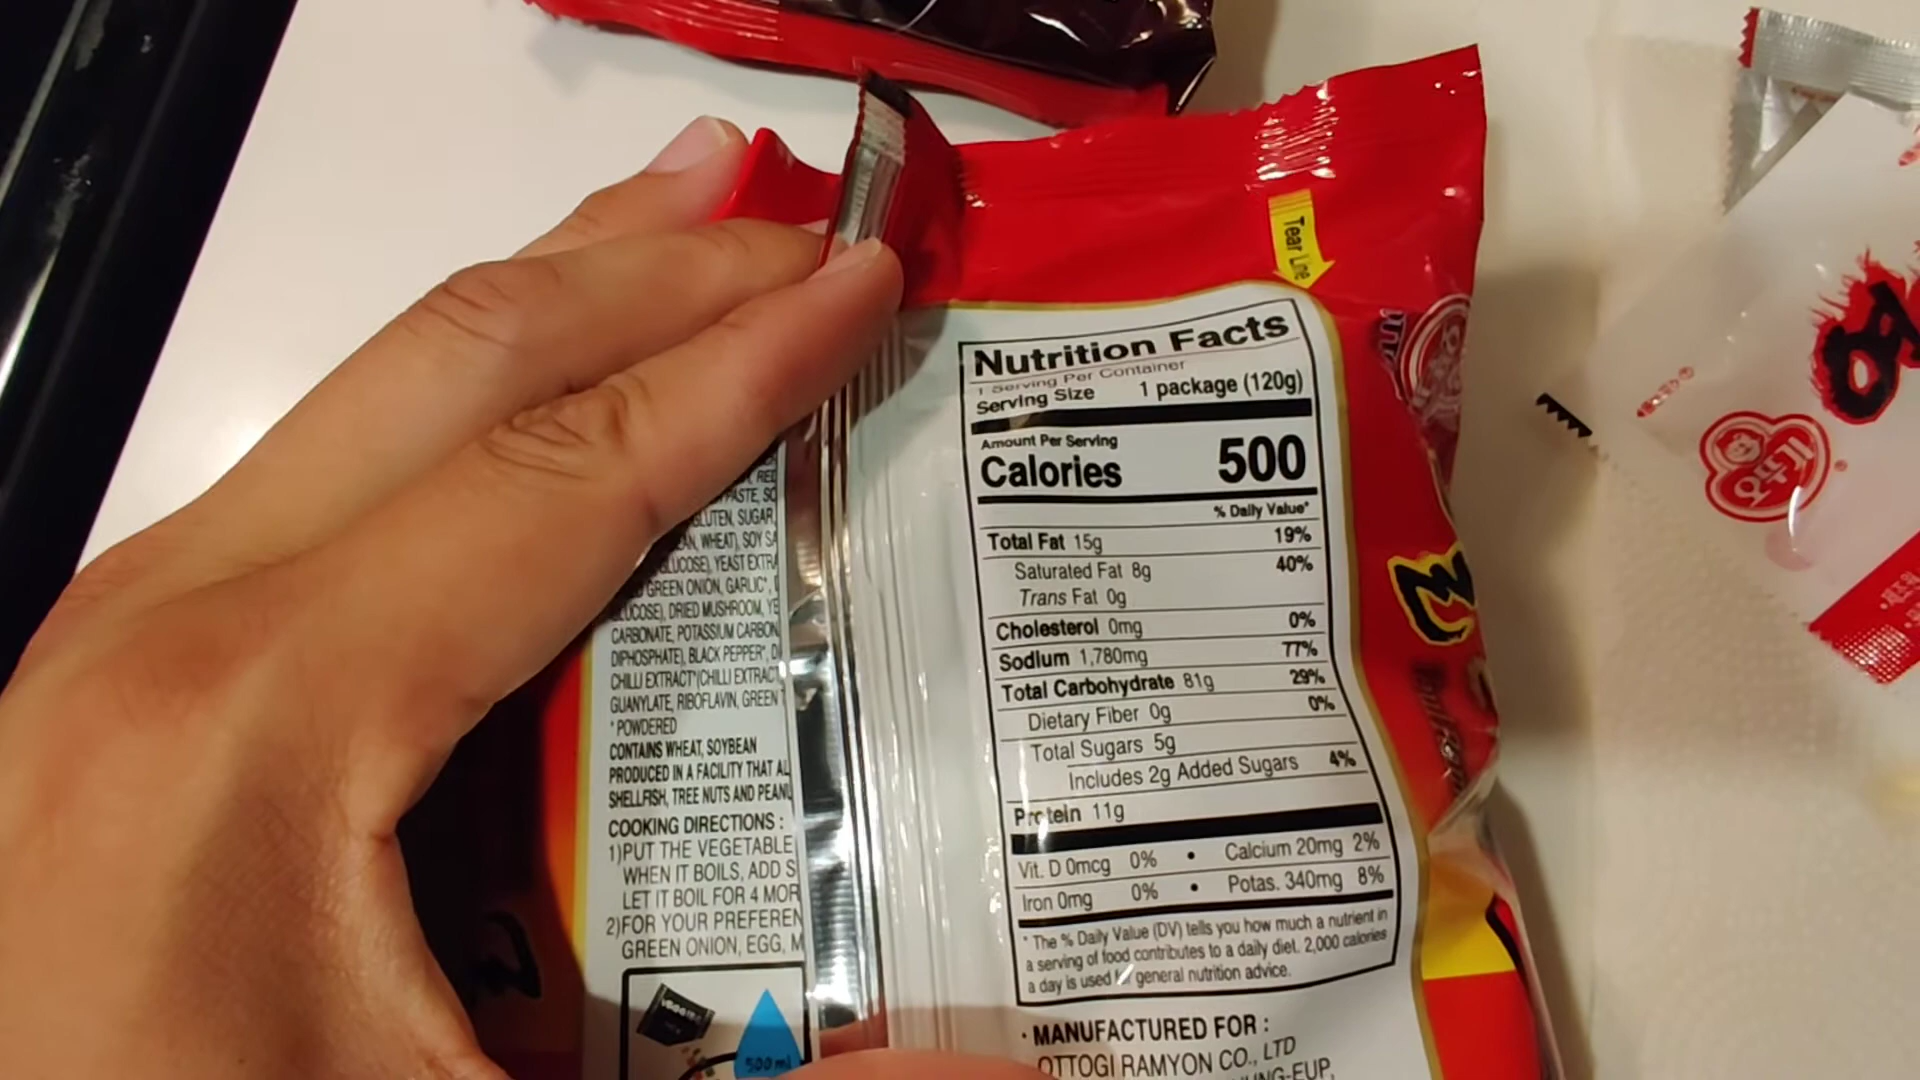 Tear Line
Nutrition Facts
1 Serving Per Container
Serving Size 1 package (120g)
Amount Per Serving
Calories 500
% Daily Value*
Total Fat 15g 19%
Saturated Fat 8g 40%
Trans Fat 0g
Cholesterol 0mg 0%
Sodium 1,780mg 77%
Total Carbohydrate 81g 29%
Dietary Fiber 0g 0%
Total Sugars 5g
Includes 2g Added Sugars 4%
Protein 11g
Vit. D 0mcg 0% • Calcium 20mg 2%
Iron 0mg 0% • Potas. 340mg 8%
* The % Daily Value (DV) tells you how much a nutrient in
a serving of food contributes to a daily diet. 2,000 calories
a day is used general nutrition advice.
· MANUFACTURED FOR :
OTTOGI RAMYON CO., LTD
RED
PASTE, SO
GLUTEN, SUGAR,
WHEAT), SOY SA
GLUCOSE), YEAST EXTRA
GREEN ONION, GARLIC*,
DRIED MUSHROOM, YE
CARBONATE, POTASSIUM CARBON
DIPHOSPHATE), BLACK PEPPER*, D
CHILLI EXTRACT*(CHILLI EXTRACT
GUANYLATE, RIBOFLAVIN, GREEN T
* POWDERED
CONTAINS WHEAT, SOYBEAN
PRODUCED IN A FACILITY THAT AL
SHELLFISH, TREE NUTS AND PEANU
COOKING DIRECTIONS :
1)PUT THE VEGETABLE
WHEN IT BOILS, ADD S
LET IT BOIL FOR 4 MOR
2)FOR YOUR PREFEREN
GREEN ONION, EGG, M
500 ml
오뚜기